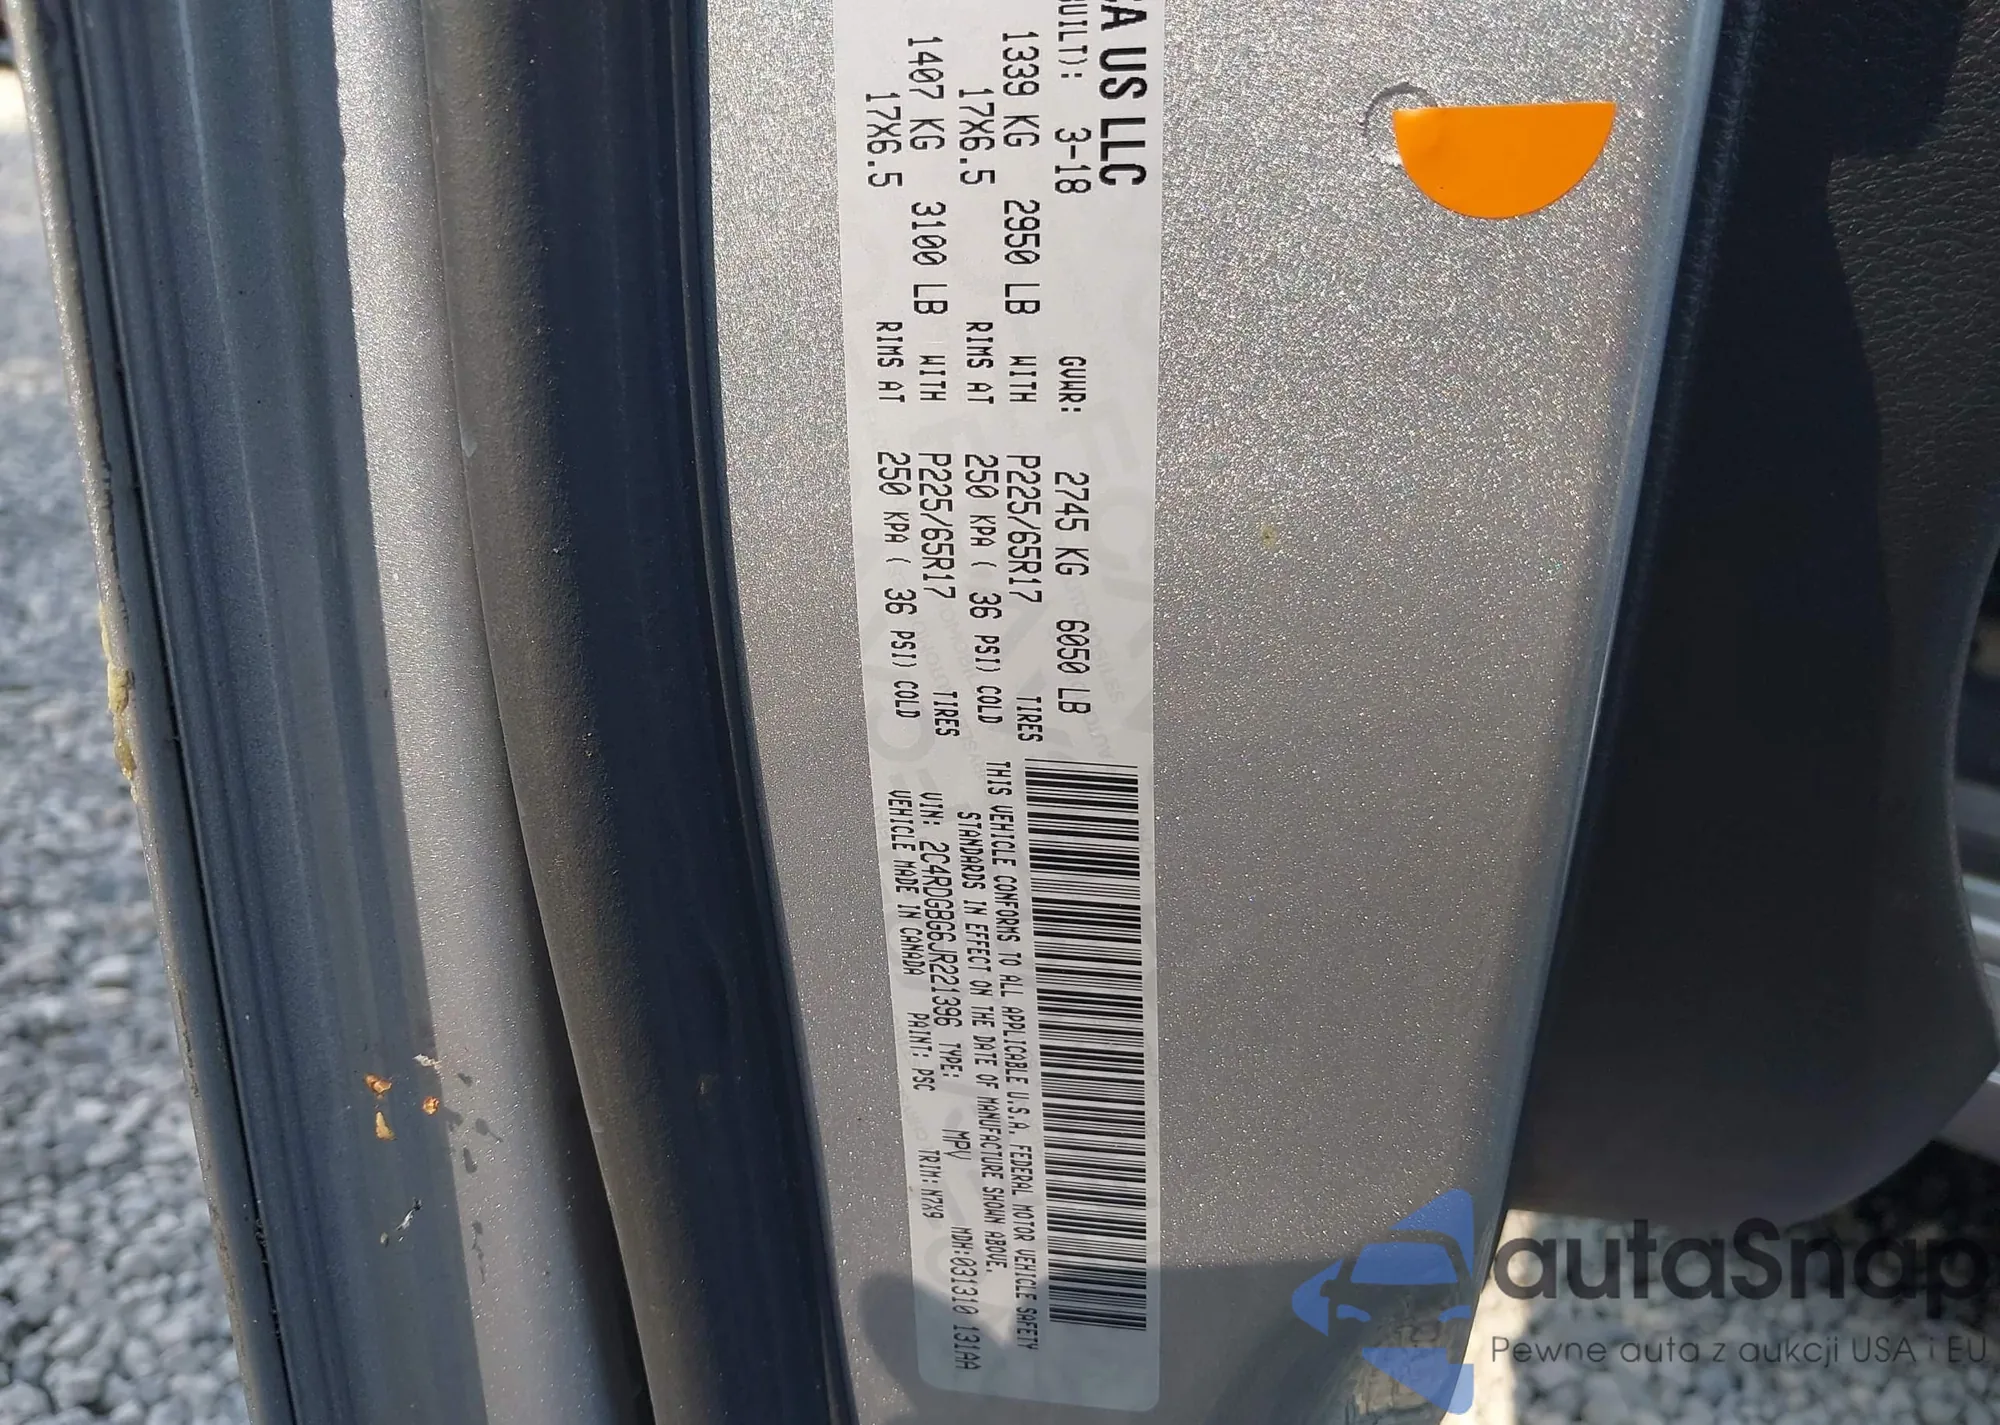 CA US LLC
BUILT): 3-18 GVWR: 2745 KG 6050 LB
1339 KG 2950 LB WITH P225/65R17 TIRES
17X6.5 RIMS AT 250 KPA ( 36 PSI) COLD
1407 KG 3100 LB WITH P225/65R17 TIRES
17X6.5 RIMS AT 250 KPA ( 36 PSI) COLD
THIS VEHICLE CONFORMS TO ALL APPLICABLE U.S.A. FEDERAL MOTOR VEHICLE SAFETY
STANDARDS IN EFFECT ON THE DATE OF MANUFACTURE SHOWN ABOVE.
VIN: 2C4RDGBG6JR221396 TYPE: MPV MDH:031310 131AA
VEHICLE MADE IN CANADA PAINT: PSC TRIM: N7X9
autaSnap
Pewne auta z aukcji USA i EU